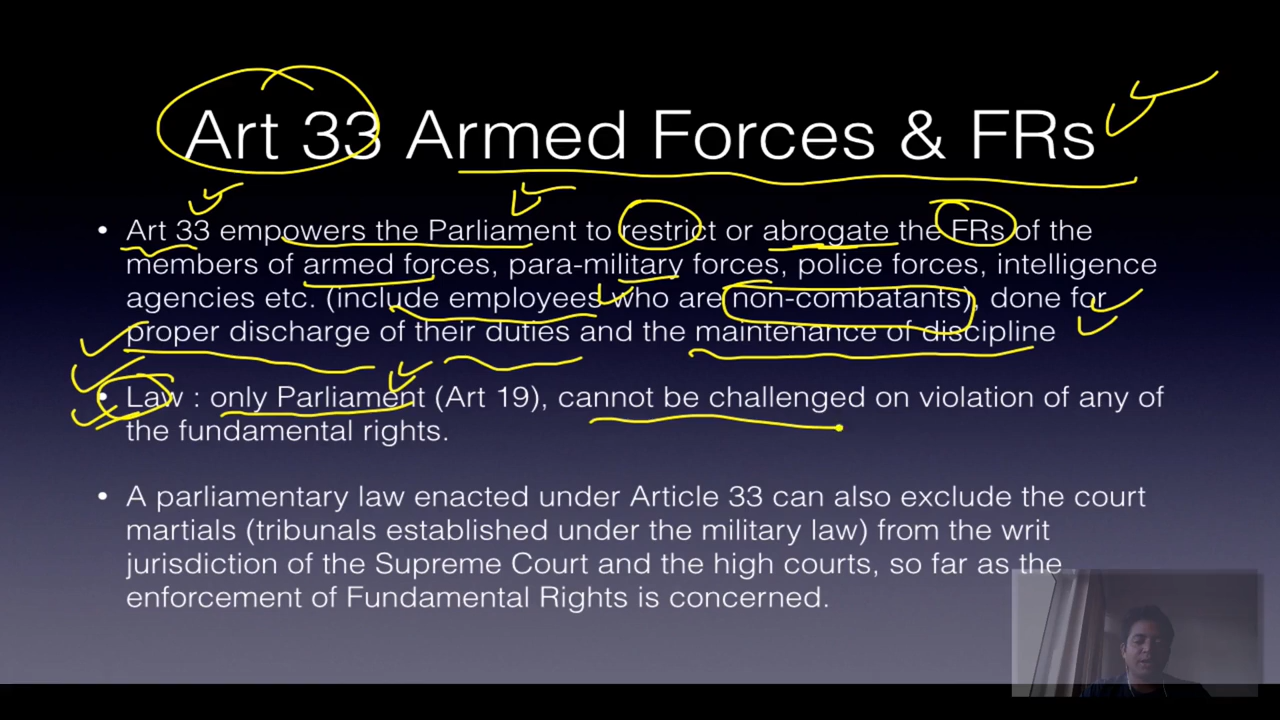 Art 33 Armed Forces & FRs
• Art 33 empowers the Parliament to restrict or abrogate the FRs of the
members of armed forces, para-military forces, police forces, intelligence
agencies etc. (include employees who are non-combatants), done for
proper discharge of their duties and the maintenance of discipline
• Law : only Parliament (Art 19), cannot be challenged on violation of any of
the fundamental rights.
• A parliamentary law enacted under Article 33 can also exclude the court
martials (tribunals established under the military law) from the writ
jurisdiction of the Supreme Court and the high courts, so far as the
enforcement of Fundamental Rights is concerned.